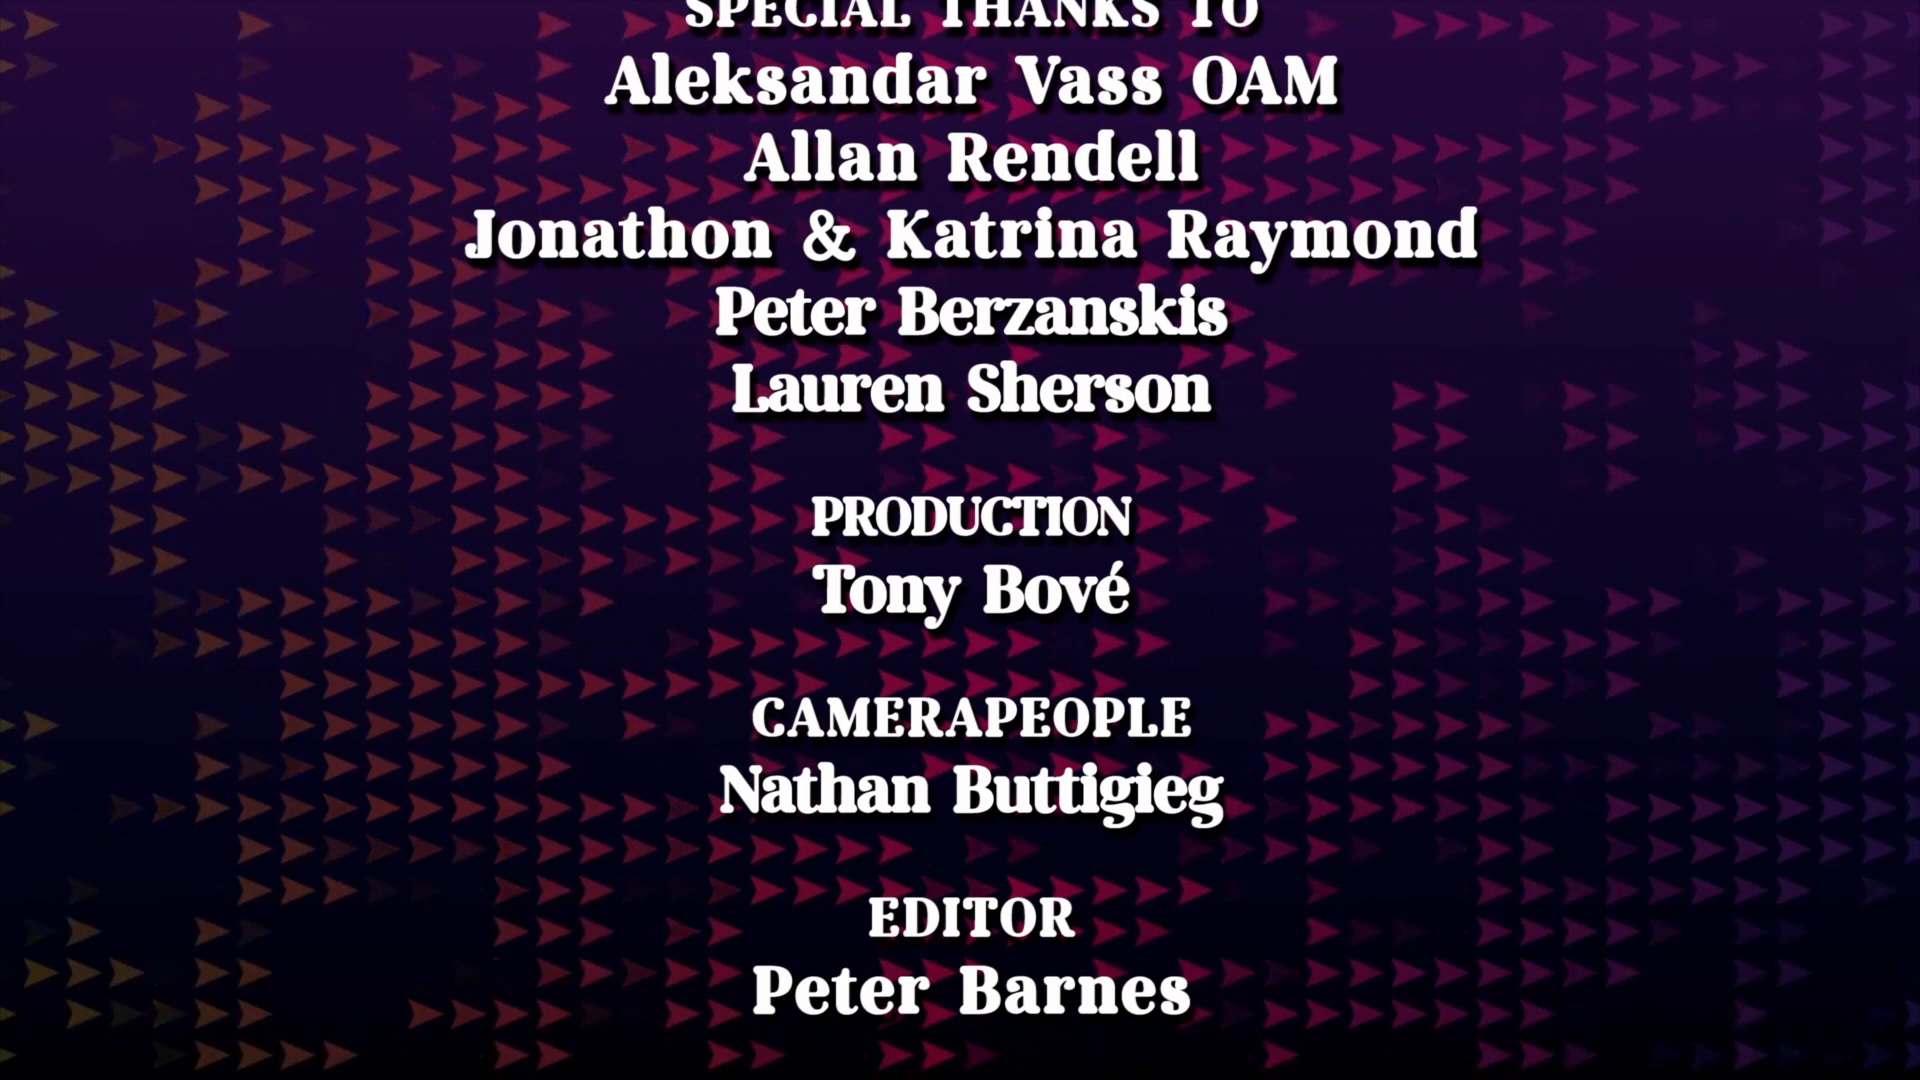 SPECIAL THANKS TO
Aleksandar Vass OAM
Allan Rendell
Jonathon & Katrina Raymond
Peter Berzanskis
Lauren Sherson
PRODUCTION
Tony Bové
CAMERAPEOPLE
Nathan Buttigieg
EDITOR
Peter Barnes